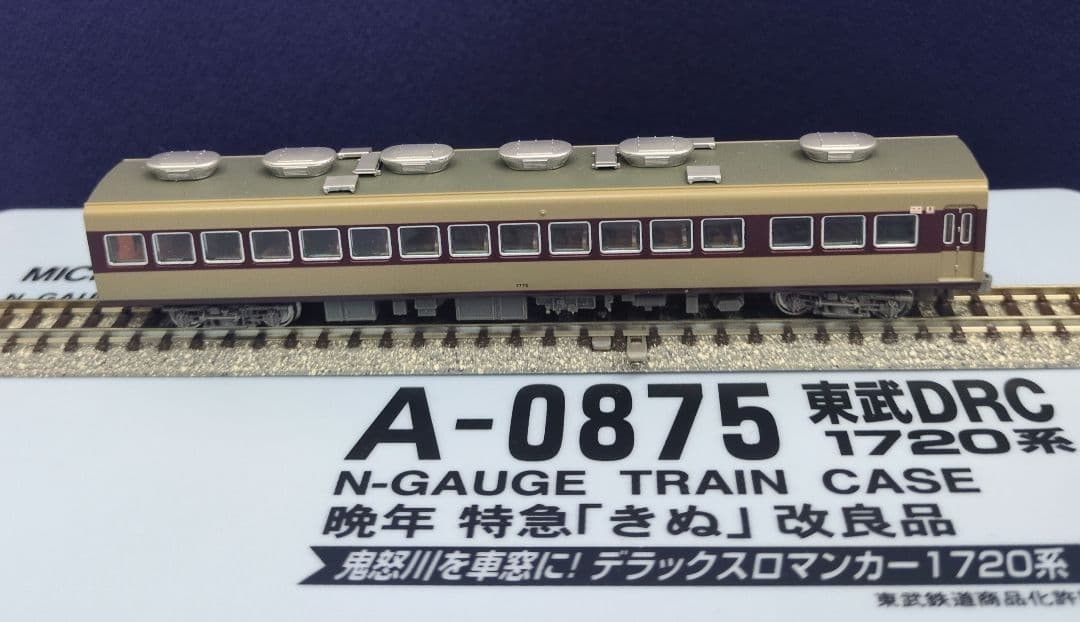 MIC
N-GAU
A-0875 東武DRC
1720系
N-GAUGE TRAIN CASE
晩年 特急「きぬ」改良品
鬼怒川を車窓に! デラックスロマンカー1720系
東武鉄道商品化許